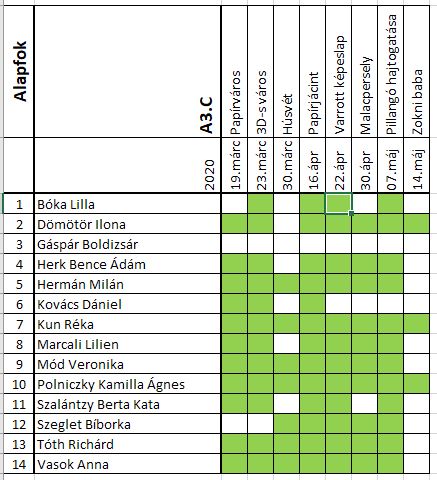 Alapfok
A3.C
2020
19.márc Papírváros
23.márc 3D-s város
30.márc Húsvét
16.ápr Papírjácint
22.ápr Varrott képeslap
30.ápr Malacpersely
07.máj Pillangó hajtogatása
14.máj Zokni baba
1 Bóka Lilla
2 Dömötör Ilona
3 Gáspár Boldizsár
4 Herk Bence Ádám
5 Hermán Milán
6 Kovács Dániel
7 Kun Réka
8 Marcali Lilien
9 Mód Veronika
10 Polniczky Kamilla Ágnes
11 Szalántzy Berta Kata
12 Szeglet Bíborka
13 Tóth Richárd
14 Vasok Anna